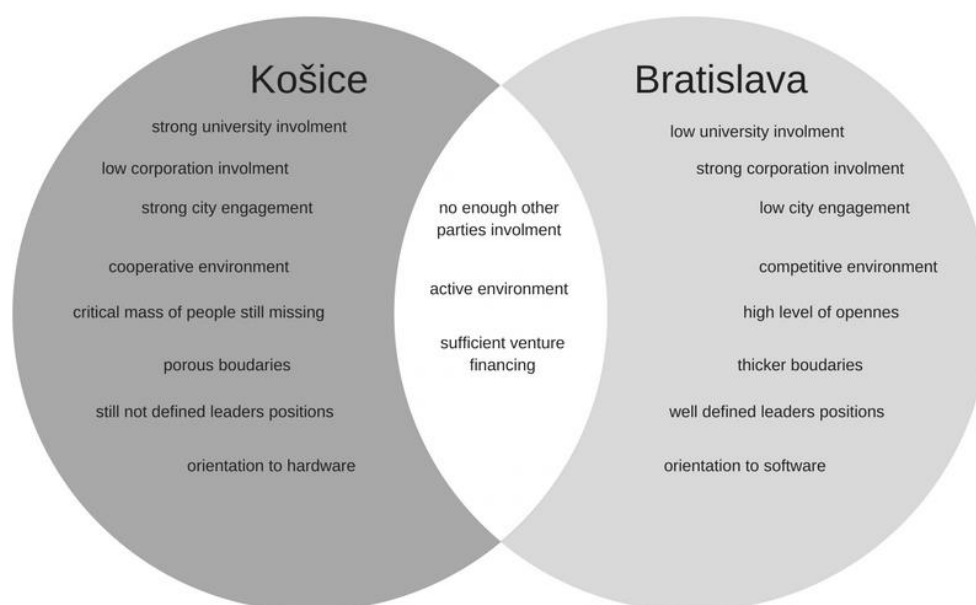 Košice
strong university involment
low corporation involment
strong city engagement
cooperative environment
critical mass of people still missing
porous boudaries
still not defined leaders positions
orientation to hardware
no enough other
parties involment
active environment
sufficient venture
financing
Bratislava
low university involment
strong corporation involment
low city engagement
competitive environment
high level of opennes
thicker boudaries
well defined leaders positions
orientation to software